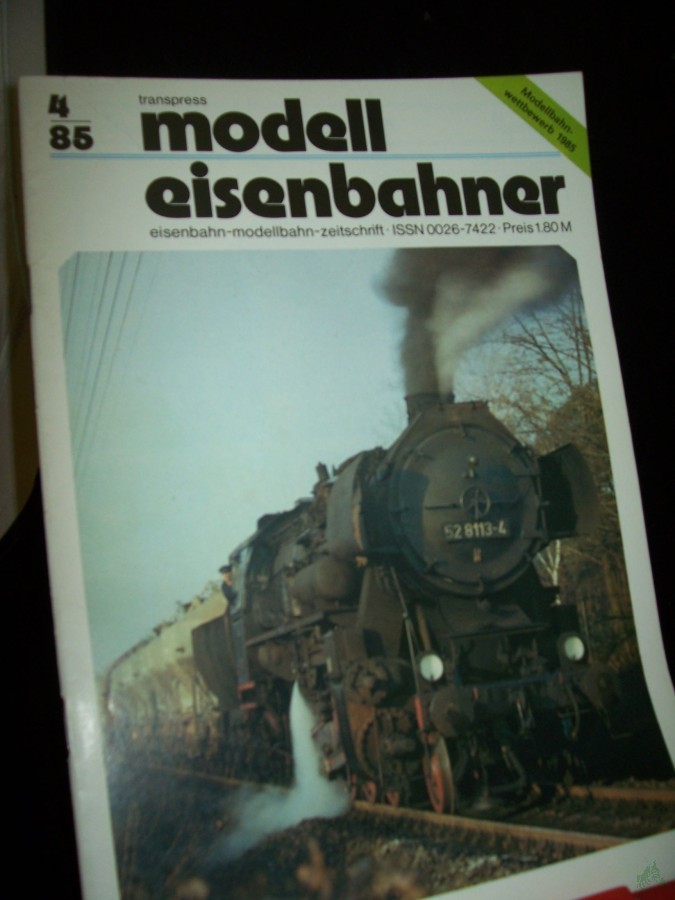 4
85
transpress
modell
eisenbahner
eisenbahn-modellbahn-zeitschrift · ISSN 0026-7422 · Preis 1.80 M
Modellbahn-
wettbewerb 1985
52 8113-4